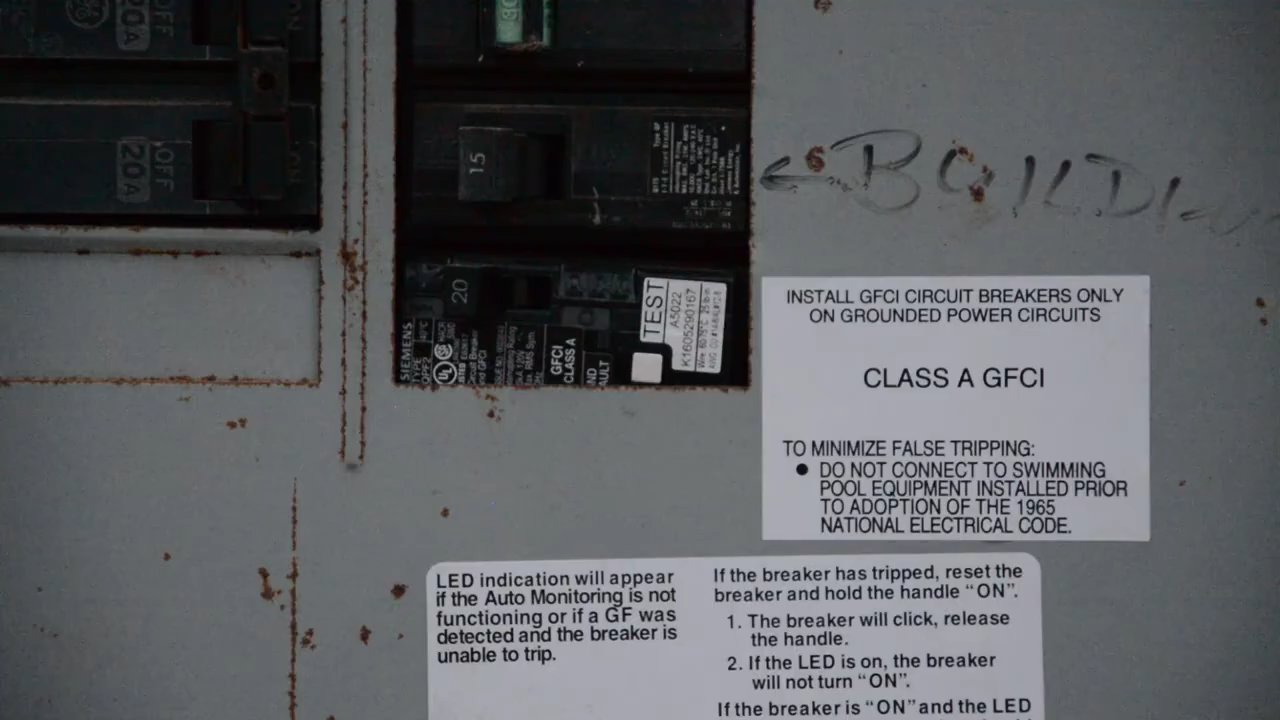 20A
OFF
20A
OFF
15
← BUILDING
20
SIEMENS
TYPE
QPF2
GFCI
CLASS A
TEST
A5022
K1605290167
INSTALL GFCI CIRCUIT BREAKERS ONLY
ON GROUNDED POWER CIRCUITS
CLASS A GFCI
TO MINIMIZE FALSE TRIPPING:
● DO NOT CONNECT TO SWIMMING
POOL EQUIPMENT INSTALLED PRIOR
TO ADOPTION OF THE 1965
NATIONAL ELECTRICAL CODE.
LED indication will appear
if the Auto Monitoring is not
functioning or if a GF was
detected and the breaker is
unable to trip.
If the breaker has tripped, reset the
breaker and hold the handle “ON”.
1. The breaker will click, release
the handle.
2. If the LED is on, the breaker
will not turn “ON”.
If the breaker is “ON” and the LED